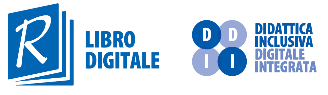 R
LIBRO
DIGITALE
D D
I I
DIDATTICA
INCLUSIVA
DIGITALE
INTEGRATA